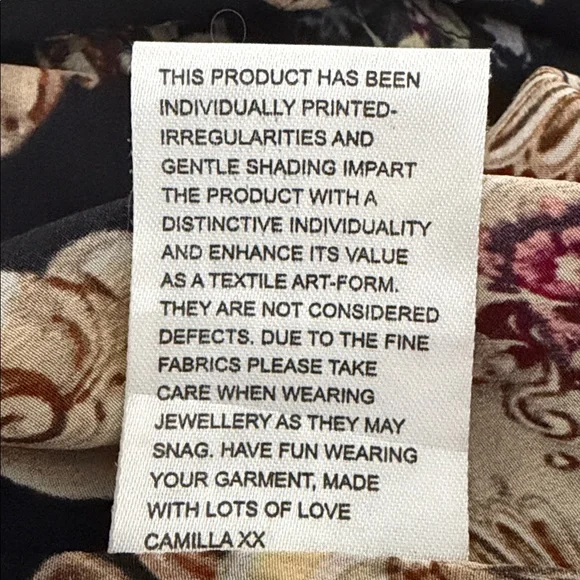 THIS PRODUCT HAS BEEN
INDIVIDUALLY PRINTED-
IRREGULARITIES AND
GENTLE SHADING IMPART
THE PRODUCT WITH A
DISTINCTIVE INDIVIDUALITY
AND ENHANCE ITS VALUE
AS A TEXTILE ART-FORM.
THEY ARE NOT CONSIDERED
DEFECTS. DUE TO THE FINE
FABRICS PLEASE TAKE
CARE WHEN WEARING
JEWELLERY AS THEY MAY
SNAG. HAVE FUN WEARING
YOUR GARMENT, MADE
WITH LOTS OF LOVE
CAMILLA XX